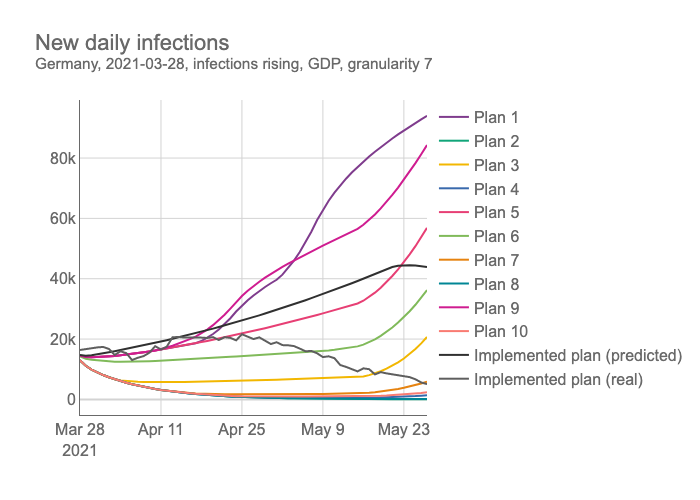 New daily infections
Germany, 2021-03-28, infections rising, GDP, granularity 7
80k
60k
40k
20k
0
Mar 28
2021
Apr 11
Apr 25
May 9
May 23
Plan 1
Plan 2
Plan 3
Plan 4
Plan 5
Plan 6
Plan 7
Plan 8
Plan 9
Plan 10
Implemented plan (predicted)
Implemented plan (real)